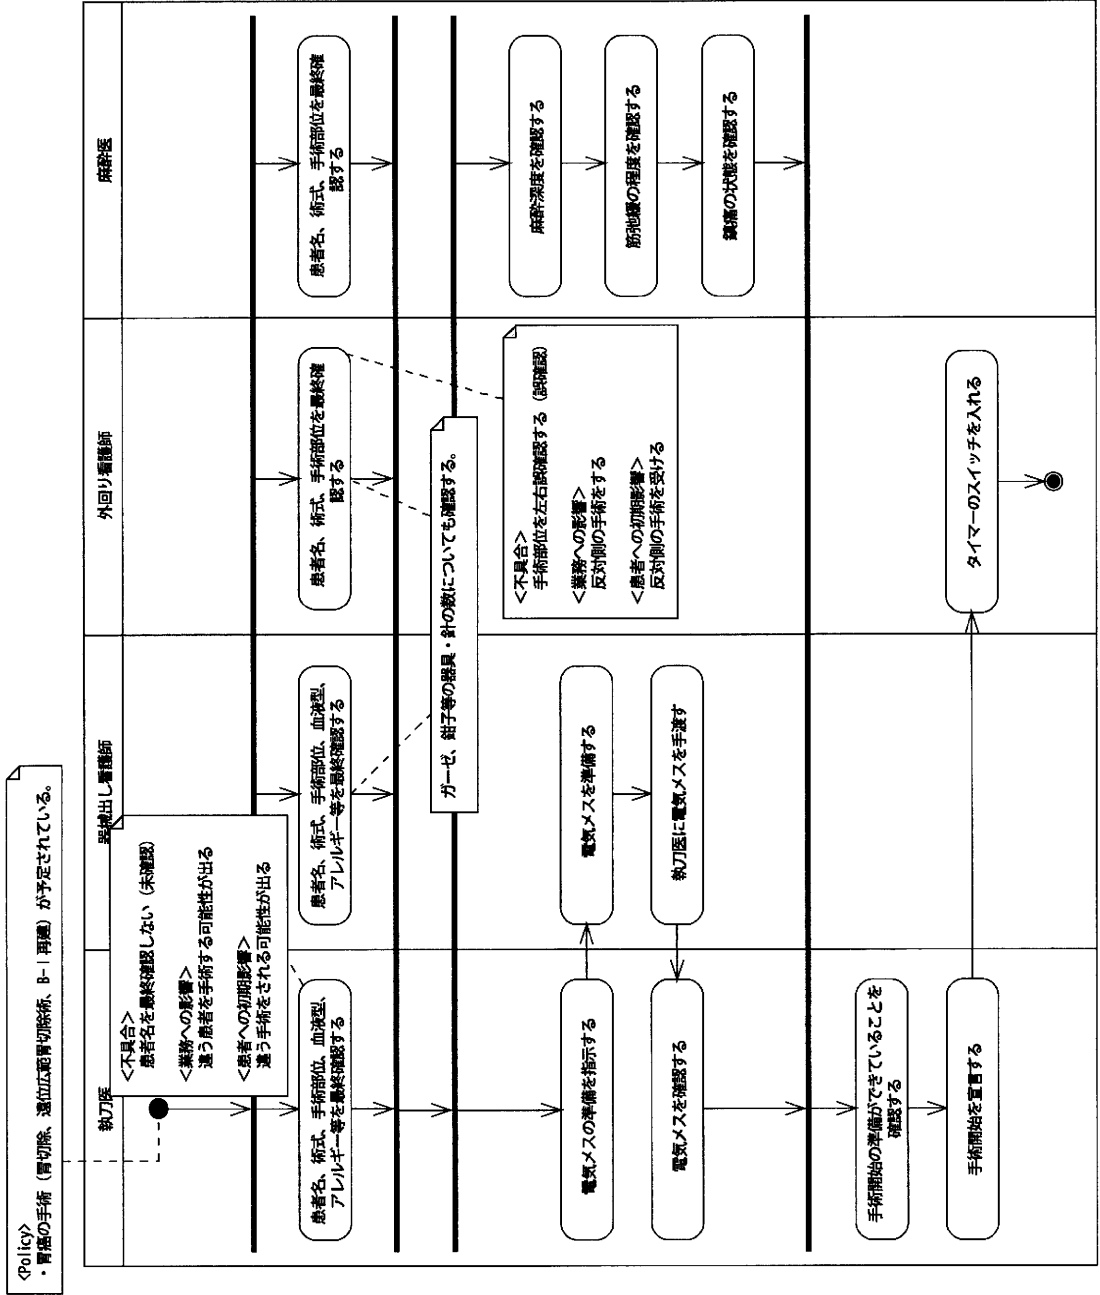 <Policy>
・胃癌の手術（胃切除、遠位広範胃切除術、B-Ⅰ再建）が予定されている。
執刀医
器械出し看護師
外回り看護師
麻酔医
<不具合>
患者名を最終確認しない（未確認）
<業務への影響>
違う患者を手術する可能性が出る
<患者への初期影響>
違う手術をされる可能性が出る
患者名、術式、手術部位、血液型、
アレルギー等を最終確認する
患者名、術式、手術部位、血液型、
アレルギー等を最終確認する
患者名、術式、手術部位を最終確
認する
患者名、術式、手術部位を最終確
認する
ガーゼ、鉗子等の器具・針の数についても確認する。
<不具合>
手術部位を左右誤確認する（誤確認）
<業務への影響>
反対側の手術をする
<患者への初期影響>
反対側の手術を受ける
電気メスの準備を指示する
電気メスを準備する
執刀医に電気メスを手渡す
電気メスを確認する
麻酔深度を確認する
筋弛緩の程度を確認する
鎮痛の状態を確認する
手術開始の準備ができていることを
確認する
手術開始を宣言する
タイマーのスイッチを入れる